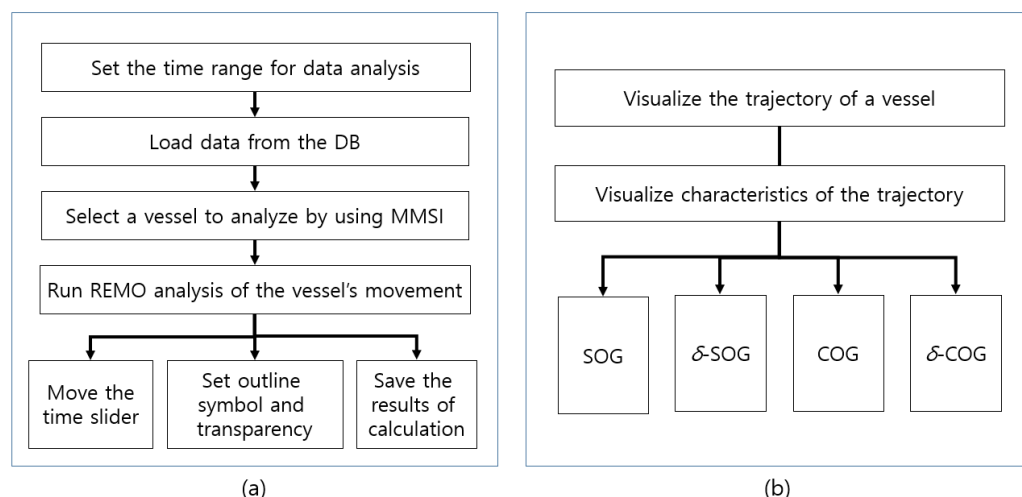 Set the time range for data analysis
Load data from the DB
Select a vessel to analyze by using MMSI
Run REMO analysis of the vessel's movement
Move the
time slider
Set outline
symbol and
transparency
Save the
results of
calculation
(a)
Visualize the trajectory of a vessel
Visualize characteristics of the trajectory
SOG
δ-SOG
COG
δ-COG
(b)